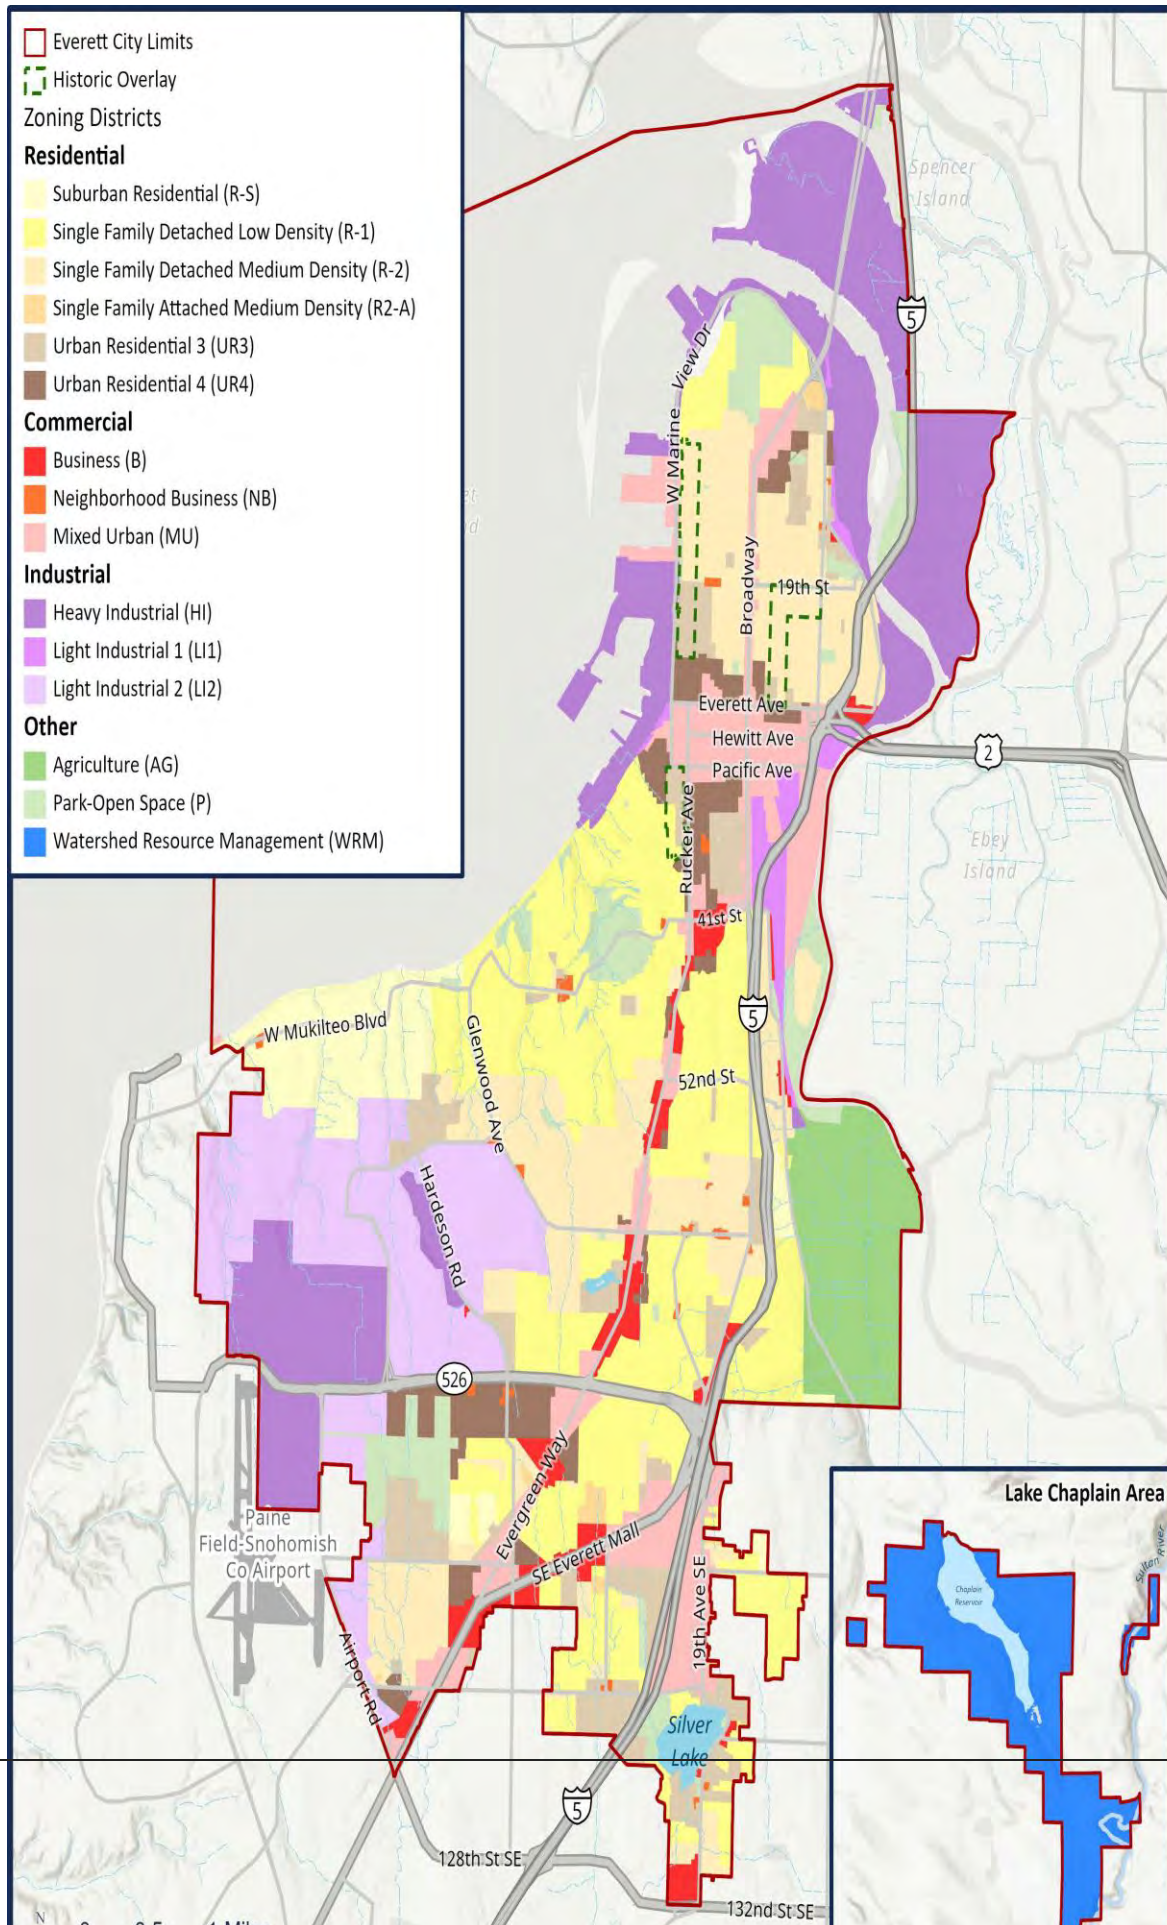 Everett City Limits
Historic Overlay
Zoning Districts
Residential
Suburban Residential (R-S)
Single Family Detached Low Density (R-1)
Single Family Detached Medium Density (R-2)
Single Family Attached Medium Density (R2-A)
Urban Residential 3 (UR3)
Urban Residential 4 (UR4)
Commercial
Business (B)
Neighborhood Business (NB)
Mixed Urban (MU)
Industrial
Heavy Industrial (HI)
Light Industrial 1 (LI1)
Light Industrial 2 (LI2)
Other
Agriculture (AG)
Park-Open Space (P)
Watershed Resource Management (WRM)
Spencer
Island
5
W Marine View Dr
Broadway
19th St
Everett Ave
Hewitt Ave
Pacific Ave
2
Rucker Ave
Ebey
Island
41st St
5
W Mukilteo Blvd
Glenwood Ave
52nd St
Hardeson Rd
526
Evergreen Way
SE Everett Mall
19th Ave SE
Paine
Field-Snohomish
Co Airport
Airport Rd
Silver
Lake
5
128th St SE
132nd St SE
Lake Chaplain Area
Chaplain
Reservoir
Sultan River
N